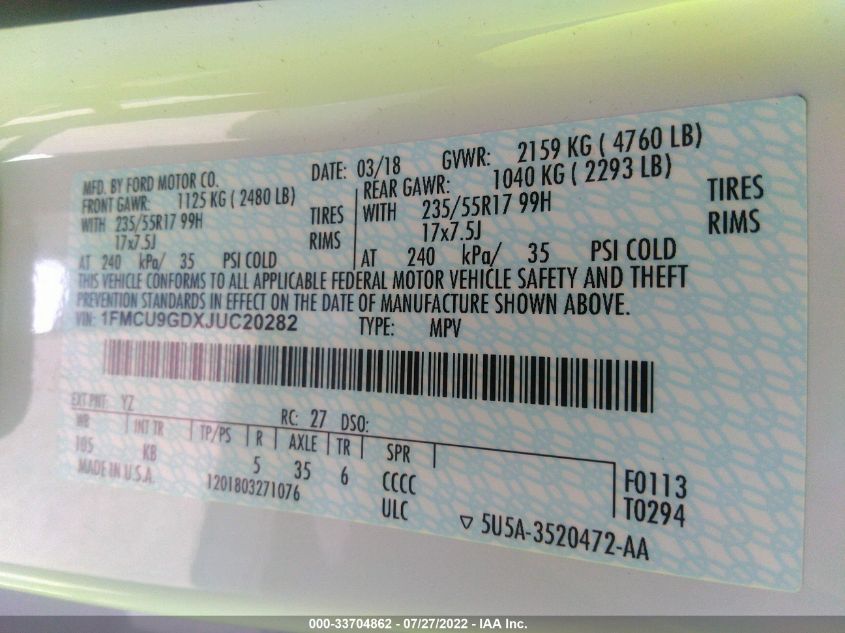 MFD. BY FORD MOTOR CO. DATE: 03/18 GVWR: 2159 KG ( 4760 LB)
FRONT GAWR: 1125 KG ( 2480 LB) REAR GAWR: 1040 KG ( 2293 LB)
WITH 235/55R17 99H TIRES WITH 235/55R17 99H TIRES
17x7.5J RIMS 17x7.5J RIMS
AT 240 kPa/ 35 PSI COLD AT 240 kPa/ 35 PSI COLD
THIS VEHICLE CONFORMS TO ALL APPLICABLE FEDERAL MOTOR VEHICLE SAFETY AND THEFT
PREVENTION STANDARDS IN EFFECT ON THE DATE OF MANUFACTURE SHOWN ABOVE.
VIN: 1FMCU9GDXJUC20282 TYPE: MPV
EXT PNT: YZ RC: 27 DSO:
WB INT TR TP/PS R AXLE TR SPR
105 KB 5 35 6 CCCC F0113
MADE IN U.S.A. 1201803271076 ULC T0294
▽ 5U5A-3520472-AA
000-33704862 - 07/27/2022 - IAA Inc.